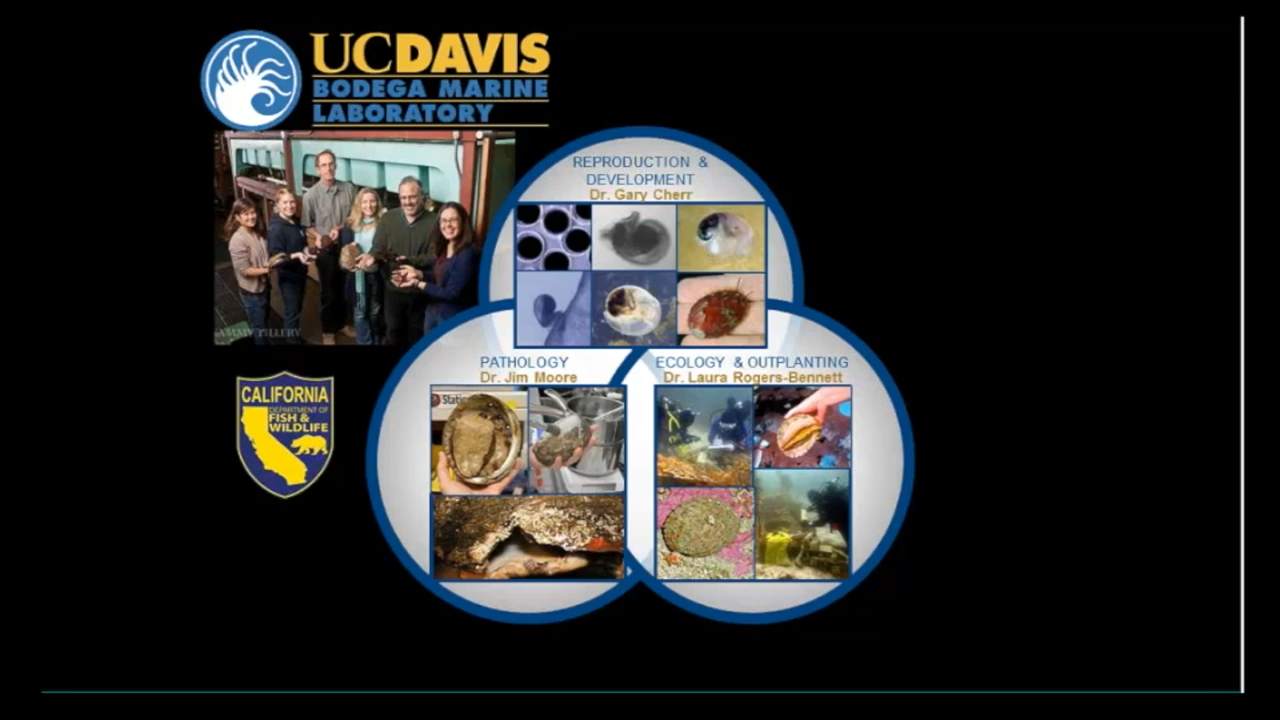 UCDAVIS
BODEGA MARINE
LABORATORY
REPRODUCTION &
DEVELOPMENT
Dr. Gary Cherr
PATHOLOGY
Dr. Jim Moore
ECOLOGY & OUTPLANTING
Dr. Laura Rogers-Bennett
CALIFORNIA
DEPARTMENT OF
FISH &
WILDLIFE